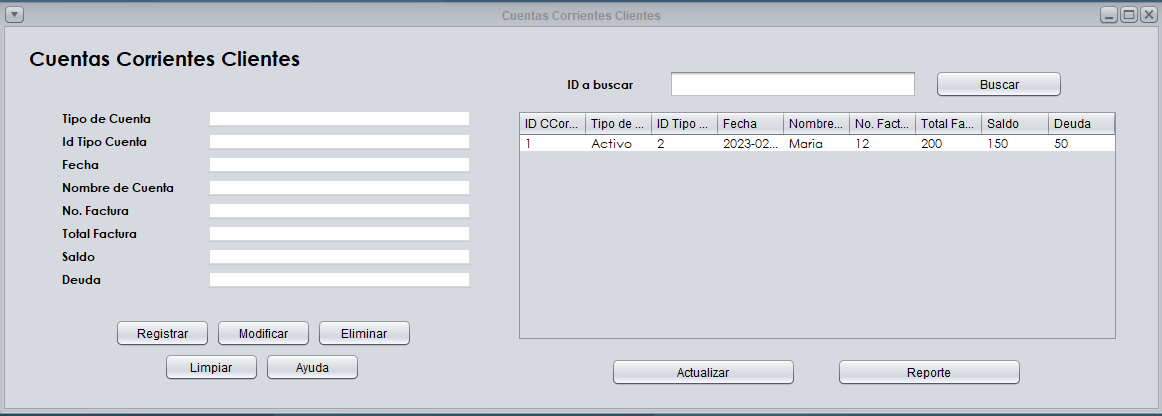 Cuentas Corrientes Clientes
Cuentas Corrientes Clientes
Tipo de Cuenta
Id Tipo Cuenta
Fecha
Nombre de Cuenta
No. Factura
Total Factura
Saldo
Deuda
Registrar Modificar Eliminar
Limpiar Ayuda
ID a buscar Buscar
ID CCor... Tipo de ... ID Tipo ... Fecha Nombre... No. Fact... Total Fa... Saldo Deuda
1 Activo 2 2023-02... Maria 12 200 150 50
Actualizar Reporte